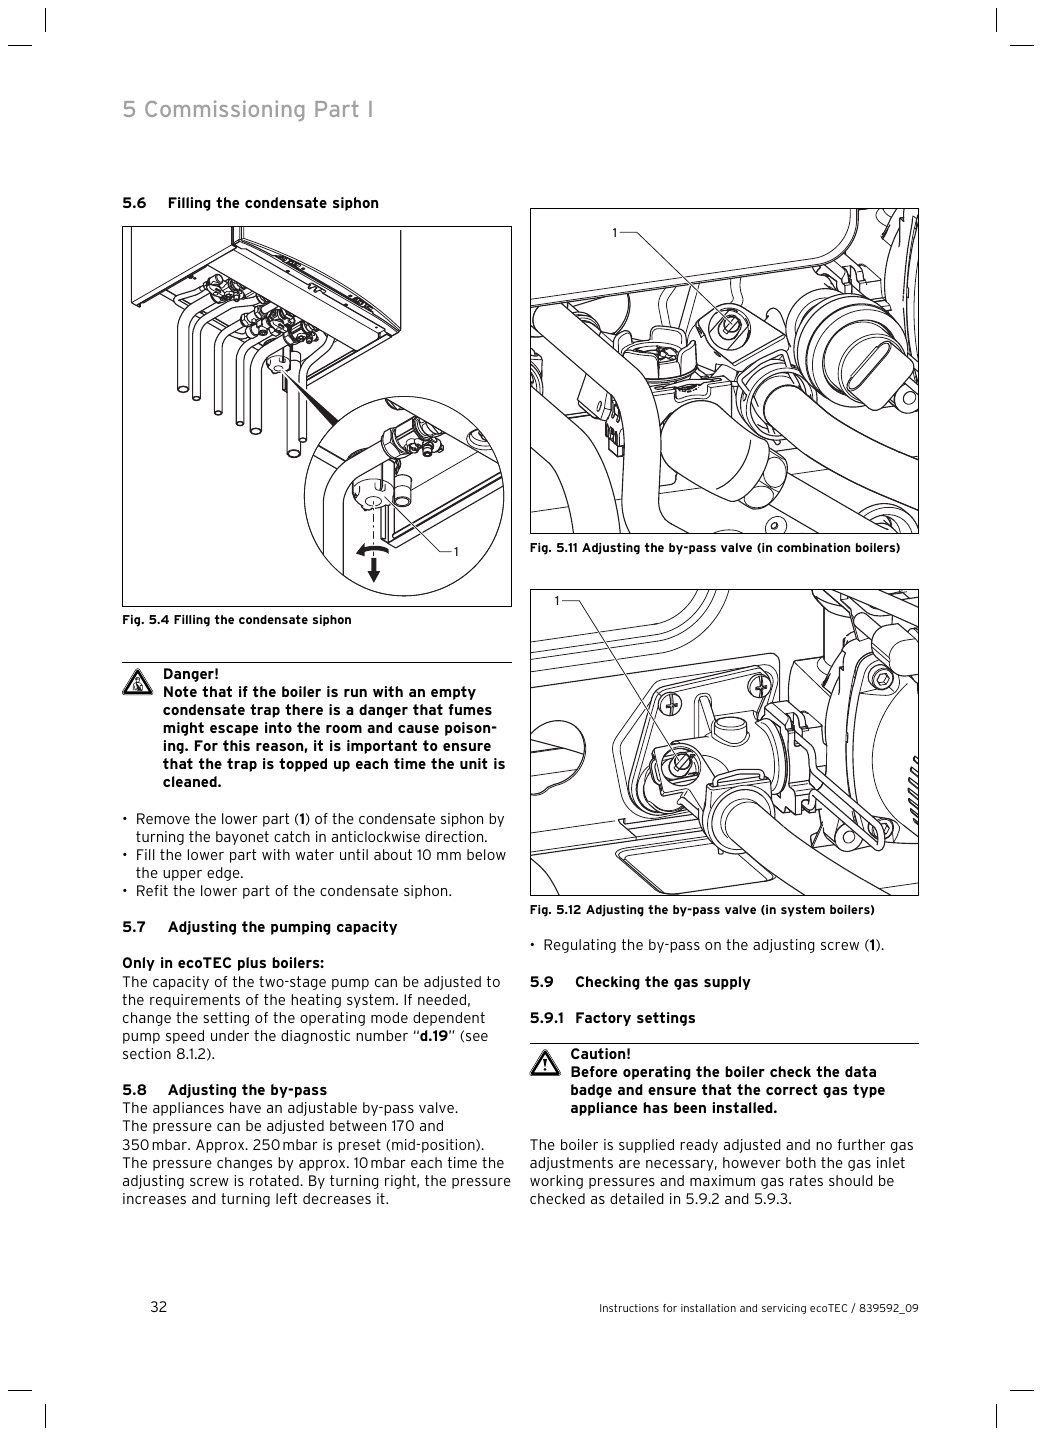 5 Commissioning Part I
5.6 Filling the condensate siphon
1
Fig. 5.4 Filling the condensate siphon
Danger!
Note that if the boiler is run with an empty
condensate trap there is a danger that fumes
might escape into the room and cause poison-
ing. For this reason, it is important to ensure
that the trap is topped up each time the unit is
cleaned.
• Remove the lower part (1) of the condensate siphon by
turning the bayonet catch in anticlockwise direction.
• Fill the lower part with water until about 10 mm below
the upper edge.
• Refit the lower part of the condensate siphon.
5.7 Adjusting the pumping capacity
Only in ecoTEC plus boilers:
The capacity of the two-stage pump can be adjusted to
the requirements of the heating system. If needed,
change the setting of the operating mode dependent
pump speed under the diagnostic number “d.19” (see
section 8.1.2).
5.8 Adjusting the by-pass
The appliances have an adjustable by-pass valve.
The pressure can be adjusted between 170 and
350 mbar. Approx. 250 mbar is preset (mid-position).
The pressure changes by approx. 10 mbar each time the
adjusting screw is rotated. By turning right, the pressure
increases and turning left decreases it.
1
Fig. 5.11 Adjusting the by-pass valve (in combination boilers)
1
Fig. 5.12 Adjusting the by-pass valve (in system boilers)
• Regulating the by-pass on the adjusting screw (1).
5.9 Checking the gas supply
5.9.1 Factory settings
Caution!
Before operating the boiler check the data
badge and ensure that the correct gas type
appliance has been installed.
The boiler is supplied ready adjusted and no further gas
adjustments are necessary, however both the gas inlet
working pressures and maximum gas rates should be
checked as detailed in 5.9.2 and 5.9.3.
32
Instructions for installation and servicing ecoTEC / 839592_09